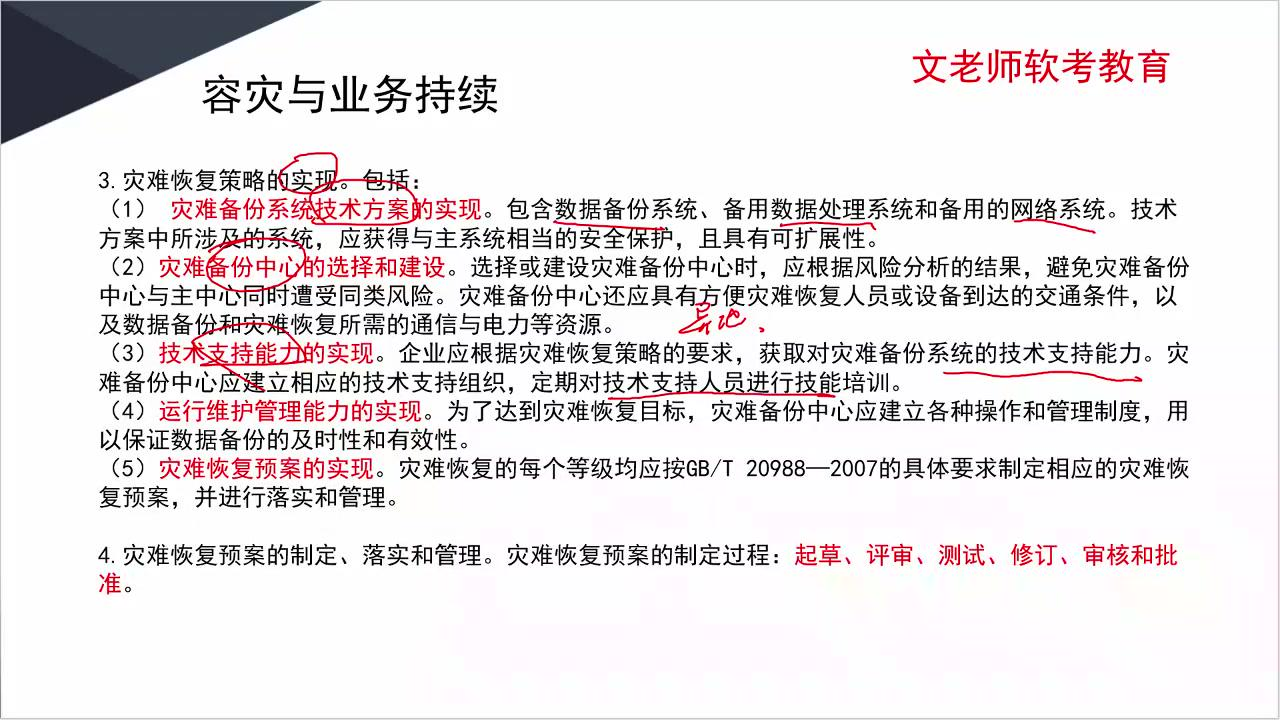 文老师软考教育
容灾与业务持续
3.灾难恢复策略的实现。包括：
（1） 灾难备份系统技术方案的实现。包含数据备份系统、备用数据处理系统和备用的网络系统。技术
方案中所涉及的系统，应获得与主系统相当的安全保护，且具有可扩展性。
（2）灾难备份中心的选择和建设。选择或建设灾难备份中心时，应根据风险分析的结果，避免灾难备份
中心与主中心同时遭受同类风险。灾难备份中心还应具有方便灾难恢复人员或设备到达的交通条件，以
及数据备份和灾难恢复所需的通信与电力等资源。
异地、
（3）技术支持能力的实现。企业应根据灾难恢复策略的要求，获取对灾难备份系统的技术支持能力。灾
难备份中心应建立相应的技术支持组织，定期对技术支持人员进行技能培训。
（4）运行维护管理能力的实现。为了达到灾难恢复目标，灾难备份中心应建立各种操作和管理制度，用
以保证数据备份的及时性和有效性。
（5）灾难恢复预案的实现。灾难恢复的每个等级均应按GB/T 20988—2007的具体要求制定相应的灾难恢
复预案，并进行落实和管理。
4.灾难恢复预案的制定、落实和管理。灾难恢复预案的制定过程：起草、评审、测试、修订、审核和批
准。